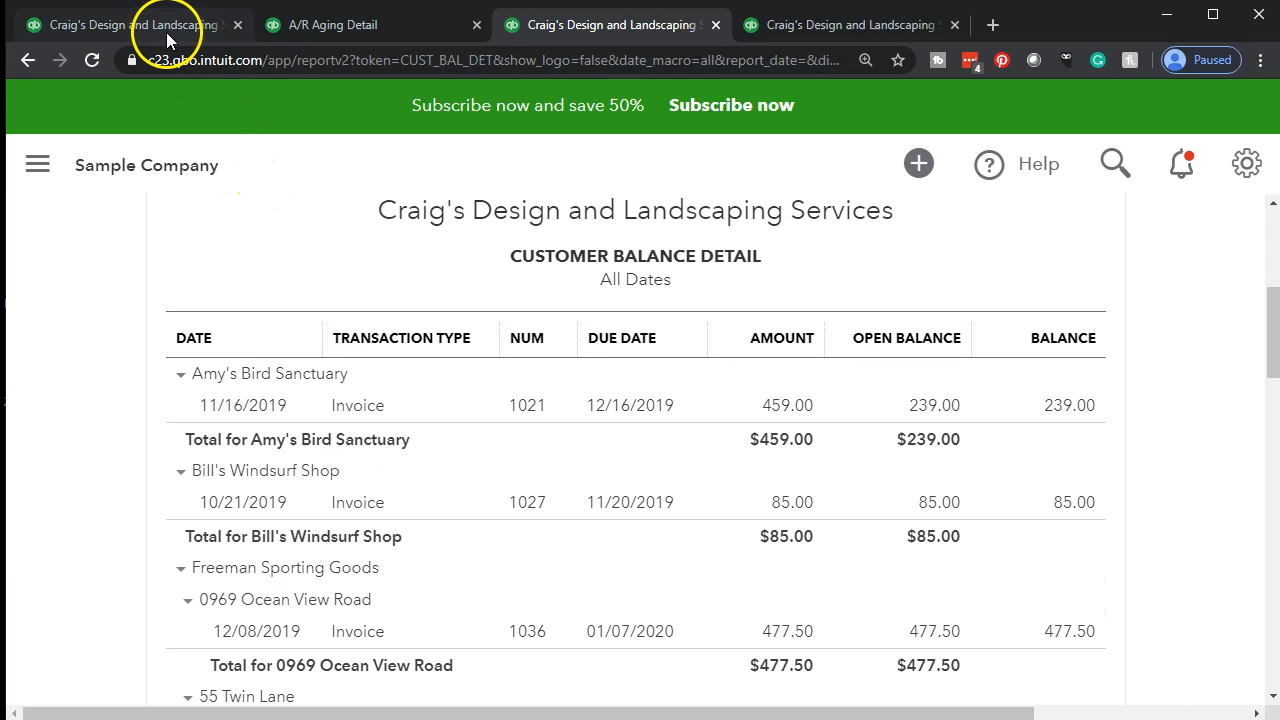 Craig's Design and Landscaping S
A/R Aging Detail
Craig's Design and Landscaping S
Craig's Design and Landscaping S
c23.qbo.intuit.com/app/reportv2?token=CUST_BAL_DET&show_logo=false&date_macro=all&report_date=&di...
4
Paused
Subscribe now and save 50% Subscribe now
Sample Company
Help
Craig's Design and Landscaping Services
CUSTOMER BALANCE DETAIL
All Dates
DATE TRANSACTION TYPE NUM DUE DATE AMOUNT OPEN BALANCE BALANCE
Amy's Bird Sanctuary
11/16/2019 Invoice 1021 12/16/2019 459.00 239.00 239.00
Total for Amy's Bird Sanctuary $459.00 $239.00
Bill's Windsurf Shop
10/21/2019 Invoice 1027 11/20/2019 85.00 85.00 85.00
Total for Bill's Windsurf Shop $85.00 $85.00
Freeman Sporting Goods
0969 Ocean View Road
12/08/2019 Invoice 1036 01/07/2020 477.50 477.50 477.50
Total for 0969 Ocean View Road $477.50 $477.50
55 Twin Lane